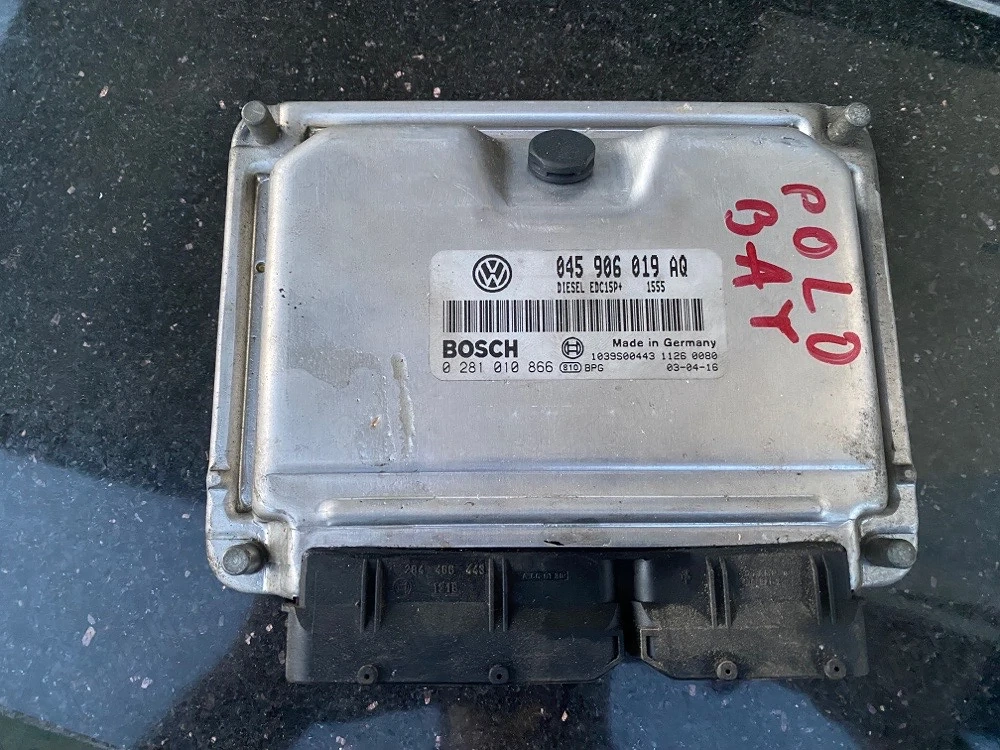 045 906 019 AQ
DIESEL EDC15P+ 1555
BOSCH
Made in Germany
1039S00443 1126 0080
0 281 010 866 810 BPG 03-04-16
POLO
BAY